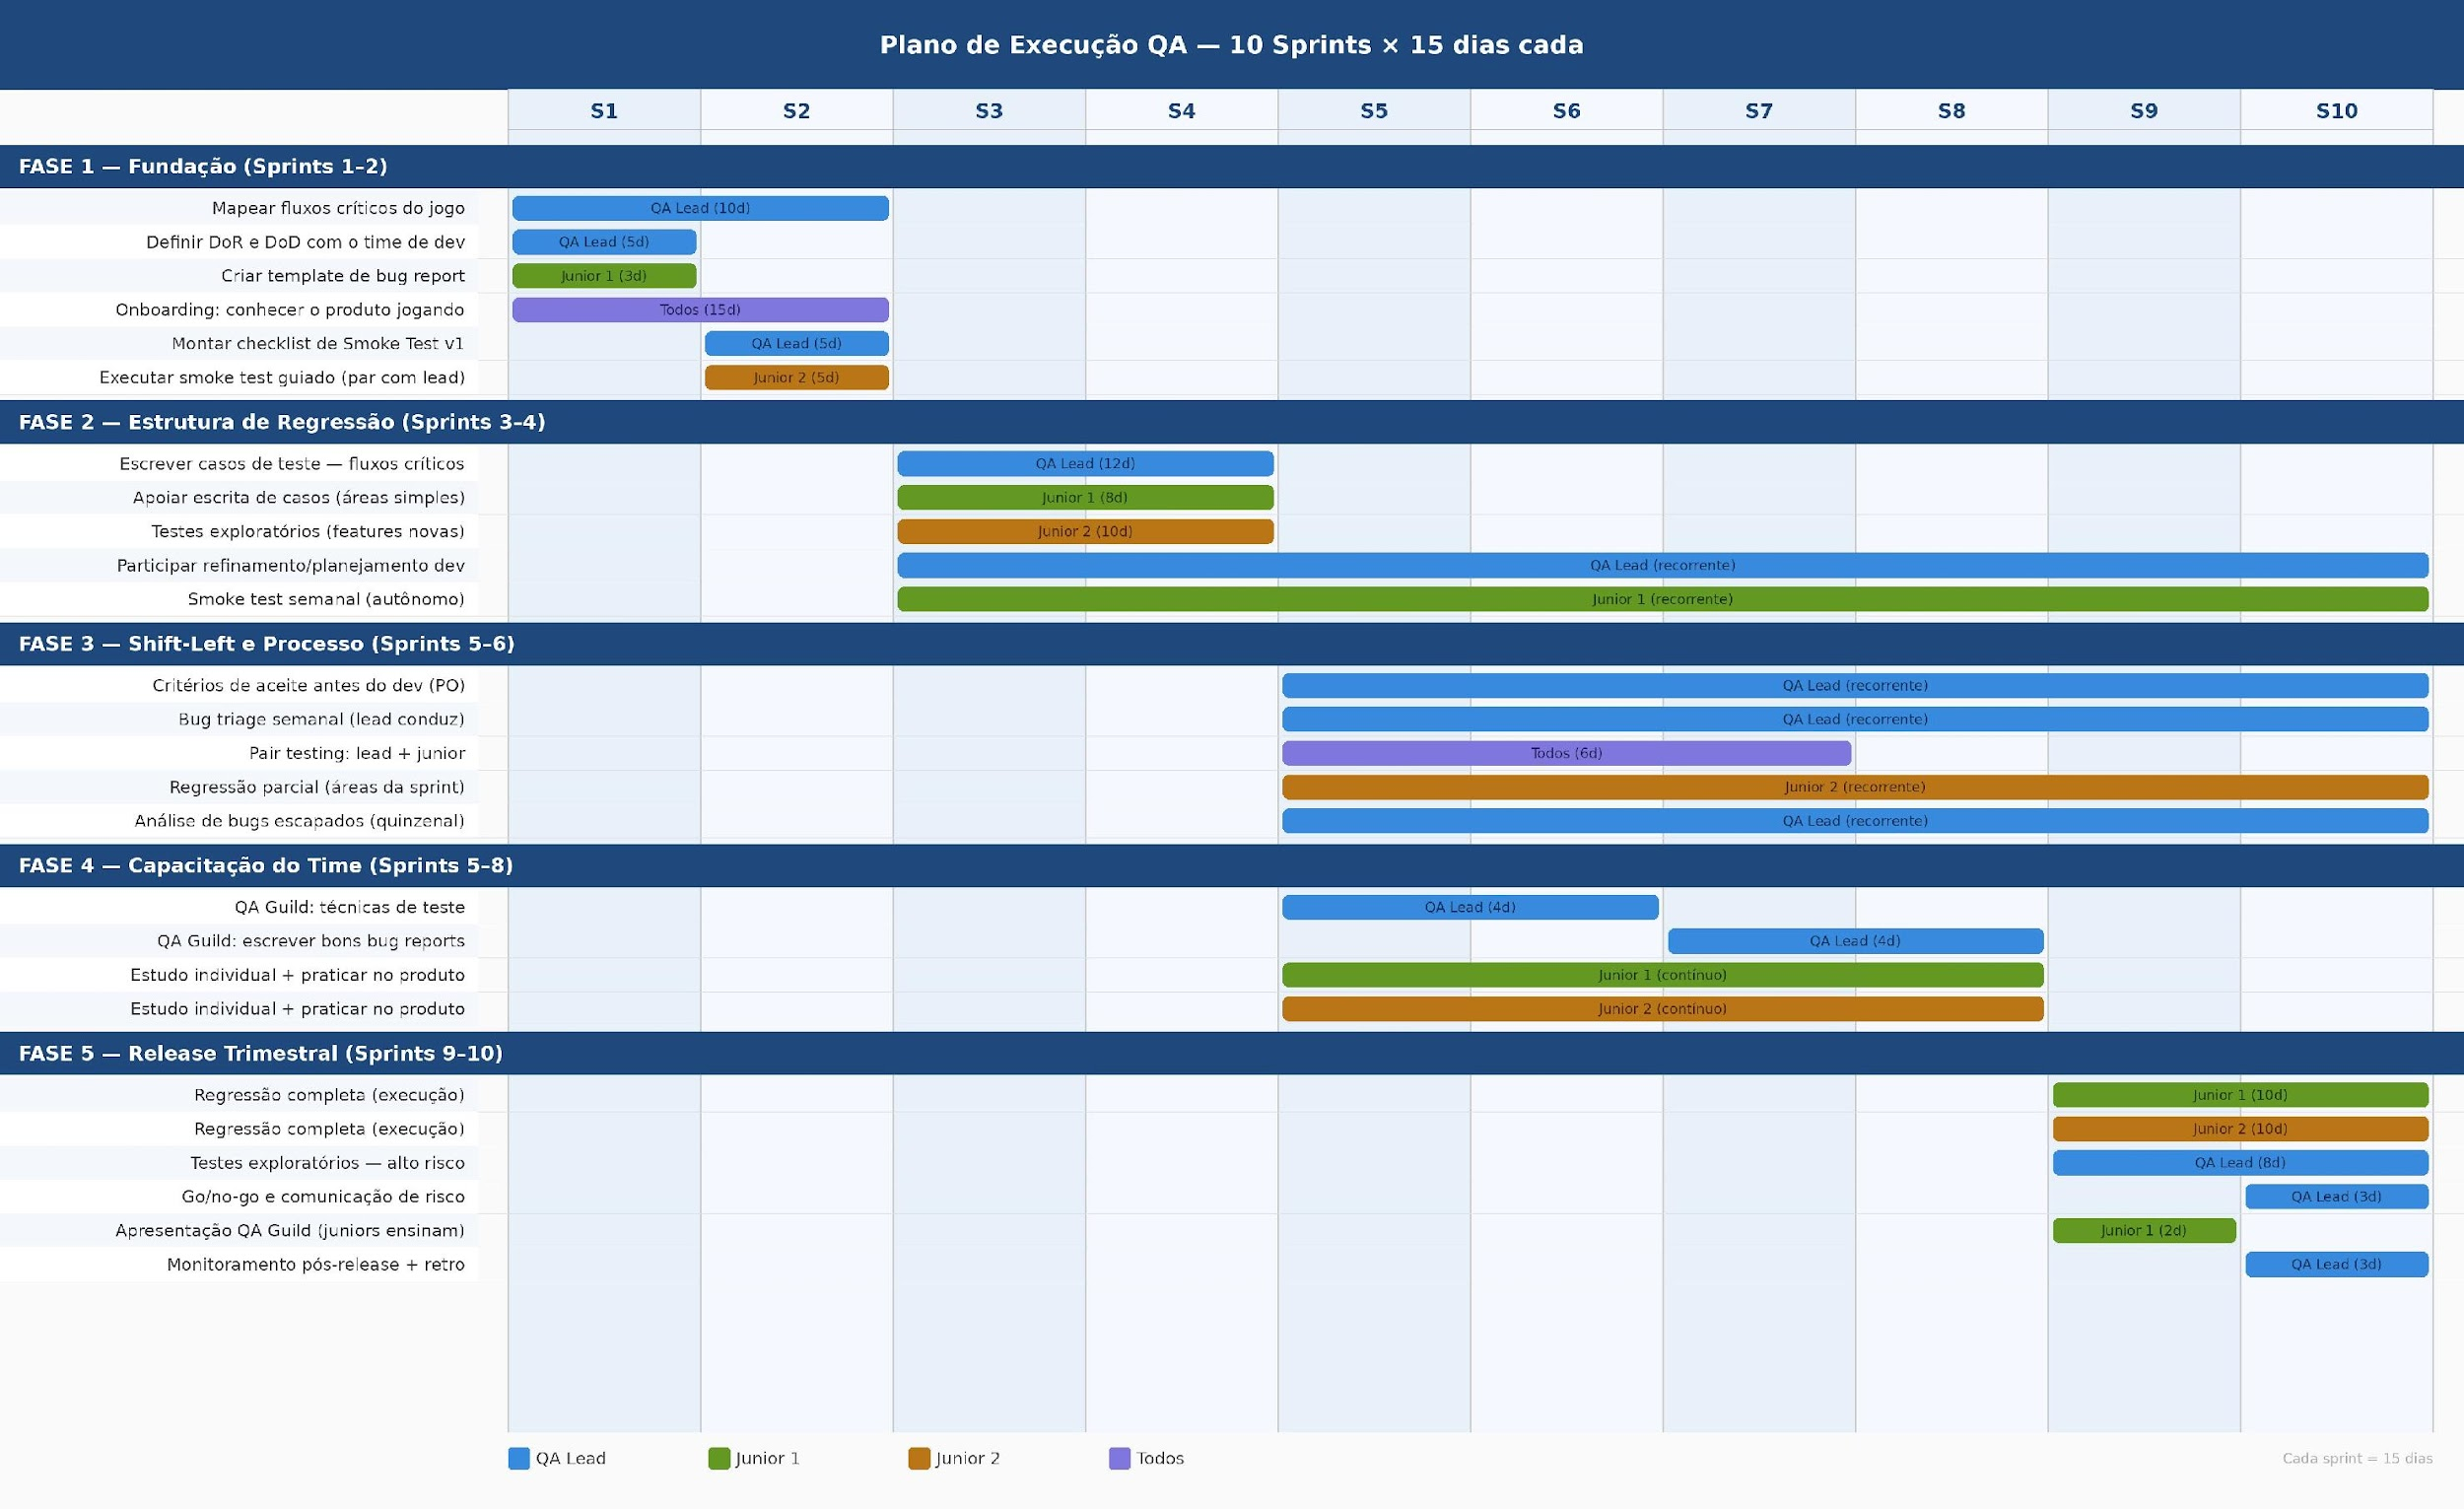 Plano de Execução QA — 10 Sprints × 15 dias cada
S1 S2 S3 S4 S5 S6 S7 S8 S9 S10
FASE 1 — Fundação (Sprints 1–2)
Mapear fluxos críticos do jogo QA Lead (10d)
Definir DoR e DoD com o time de dev QA Lead (5d)
Criar template de bug report Junior 1 (3d)
Onboarding: conhecer o produto jogando Todos (15d)
Montar checklist de Smoke Test v1 QA Lead (5d)
Executar smoke test guiado (par com lead) Junior 2 (5d)
FASE 2 — Estrutura de Regressão (Sprints 3–4)
Escrever casos de teste — fluxos críticos QA Lead (12d)
Apoiar escrita de casos (áreas simples) Junior 1 (8d)
Testes exploratórios (features novas) Junior 2 (10d)
Participar refinamento/planejamento dev QA Lead (recorrente)
Smoke test semanal (autônomo) Junior 1 (recorrente)
FASE 3 — Shift-Left e Processo (Sprints 5–6)
Critérios de aceite antes do dev (PO) QA Lead (recorrente)
Bug triage semanal (lead conduz) QA Lead (recorrente)
Pair testing: lead + junior Todos (6d)
Regressão parcial (áreas da sprint) Junior 2 (recorrente)
Análise de bugs escapados (quinzenal) QA Lead (recorrente)
FASE 4 — Capacitação do Time (Sprints 5–8)
QA Guild: técnicas de teste QA Lead (4d)
QA Guild: escrever bons bug reports QA Lead (4d)
Estudo individual + praticar no produto Junior 1 (contínuo)
Estudo individual + praticar no produto Junior 2 (contínuo)
FASE 5 — Release Trimestral (Sprints 9–10)
Regressão completa (execução) Junior 1 (10d)
Regressão completa (execução) Junior 2 (10d)
Testes exploratórios — alto risco QA Lead (8d)
Go/no-go e comunicação de risco QA Lead (3d)
Apresentação QA Guild (juniors ensinam) Junior 1 (2d)
Monitoramento pós-release + retro QA Lead (3d)
QA Lead Junior 1 Junior 2 Todos Cada sprint = 15 dias